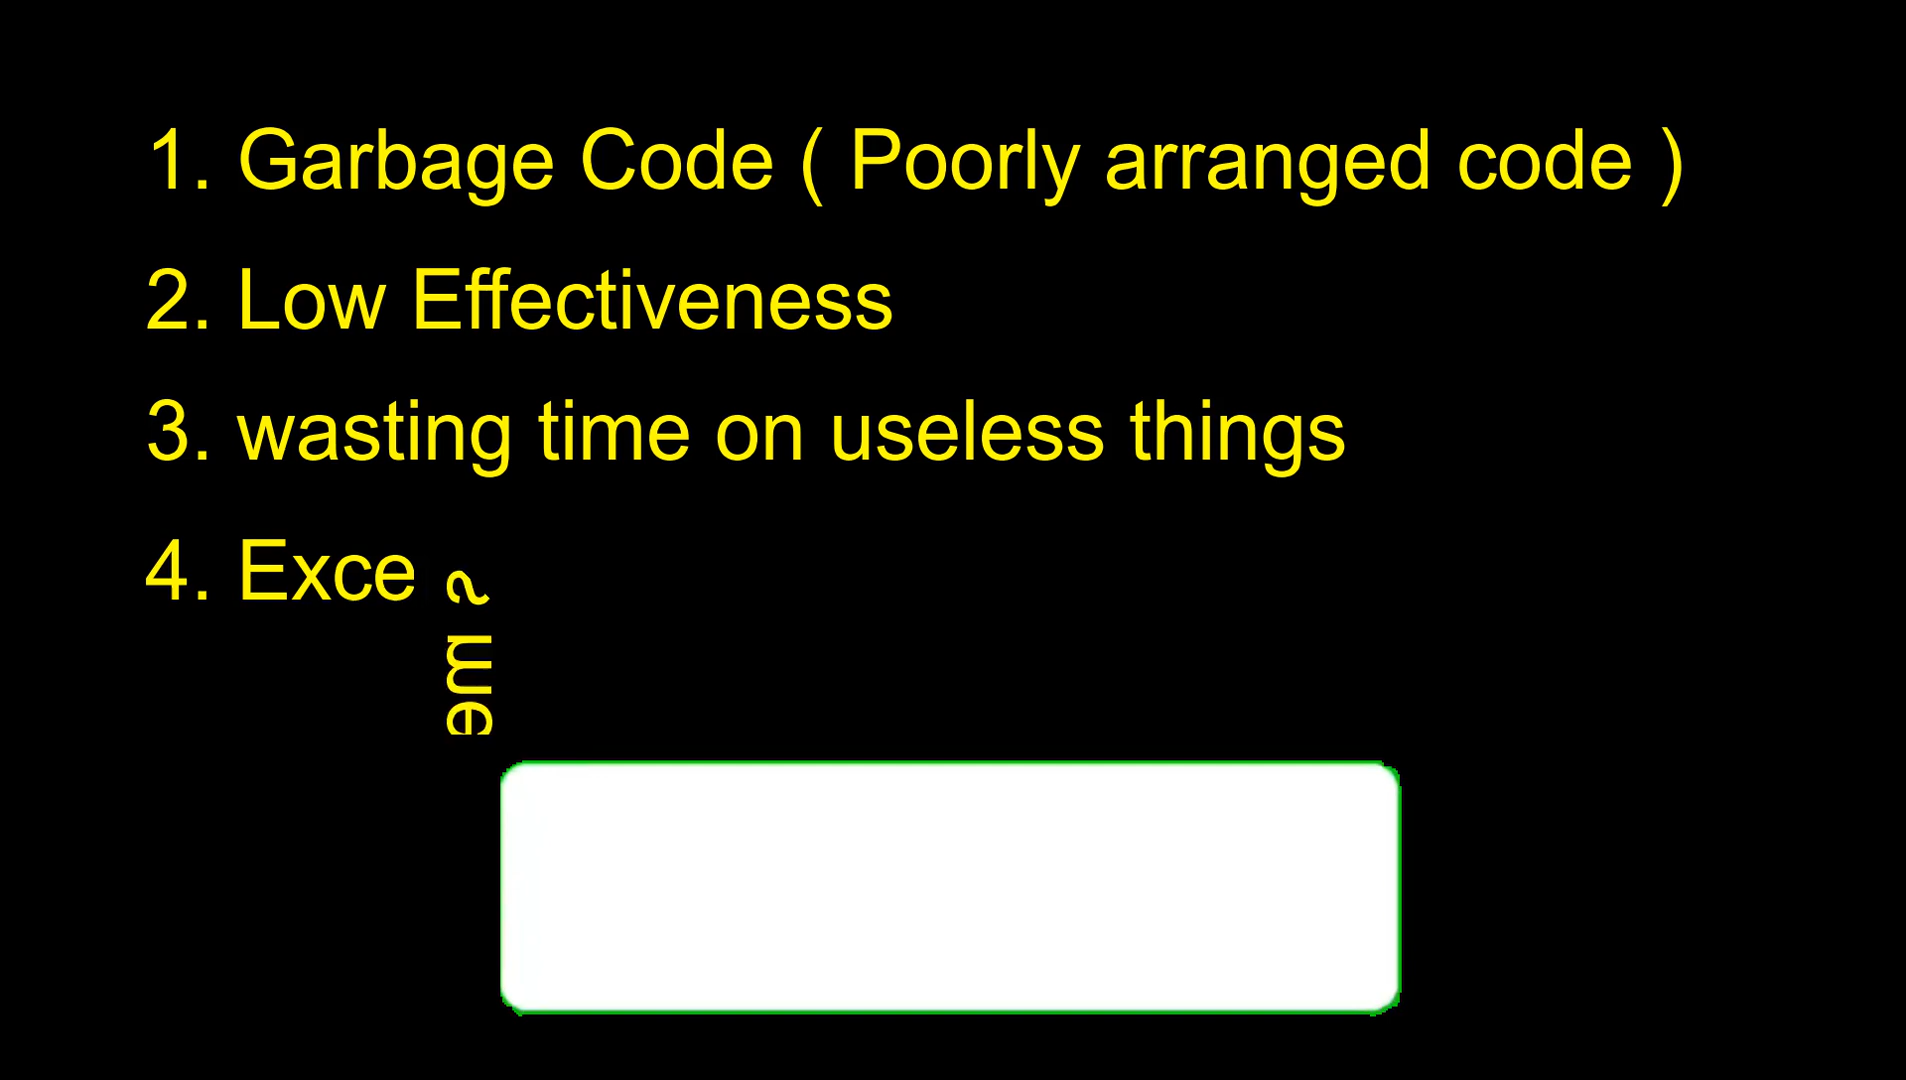 1. Garbage Code ( Poorly arranged code )
2. Low Effectiveness
3. wasting time on useless things
4. Exce